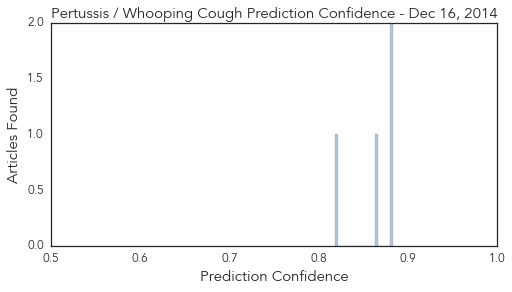 Pertussis / Whooping Cough Prediction Confidence - Dec 16, 2014
2.0
1.5
1.0
0.5
0.0
Articles Found
0.5 0.6 0.7 0.8 0.9 1.0
Prediction Confidence